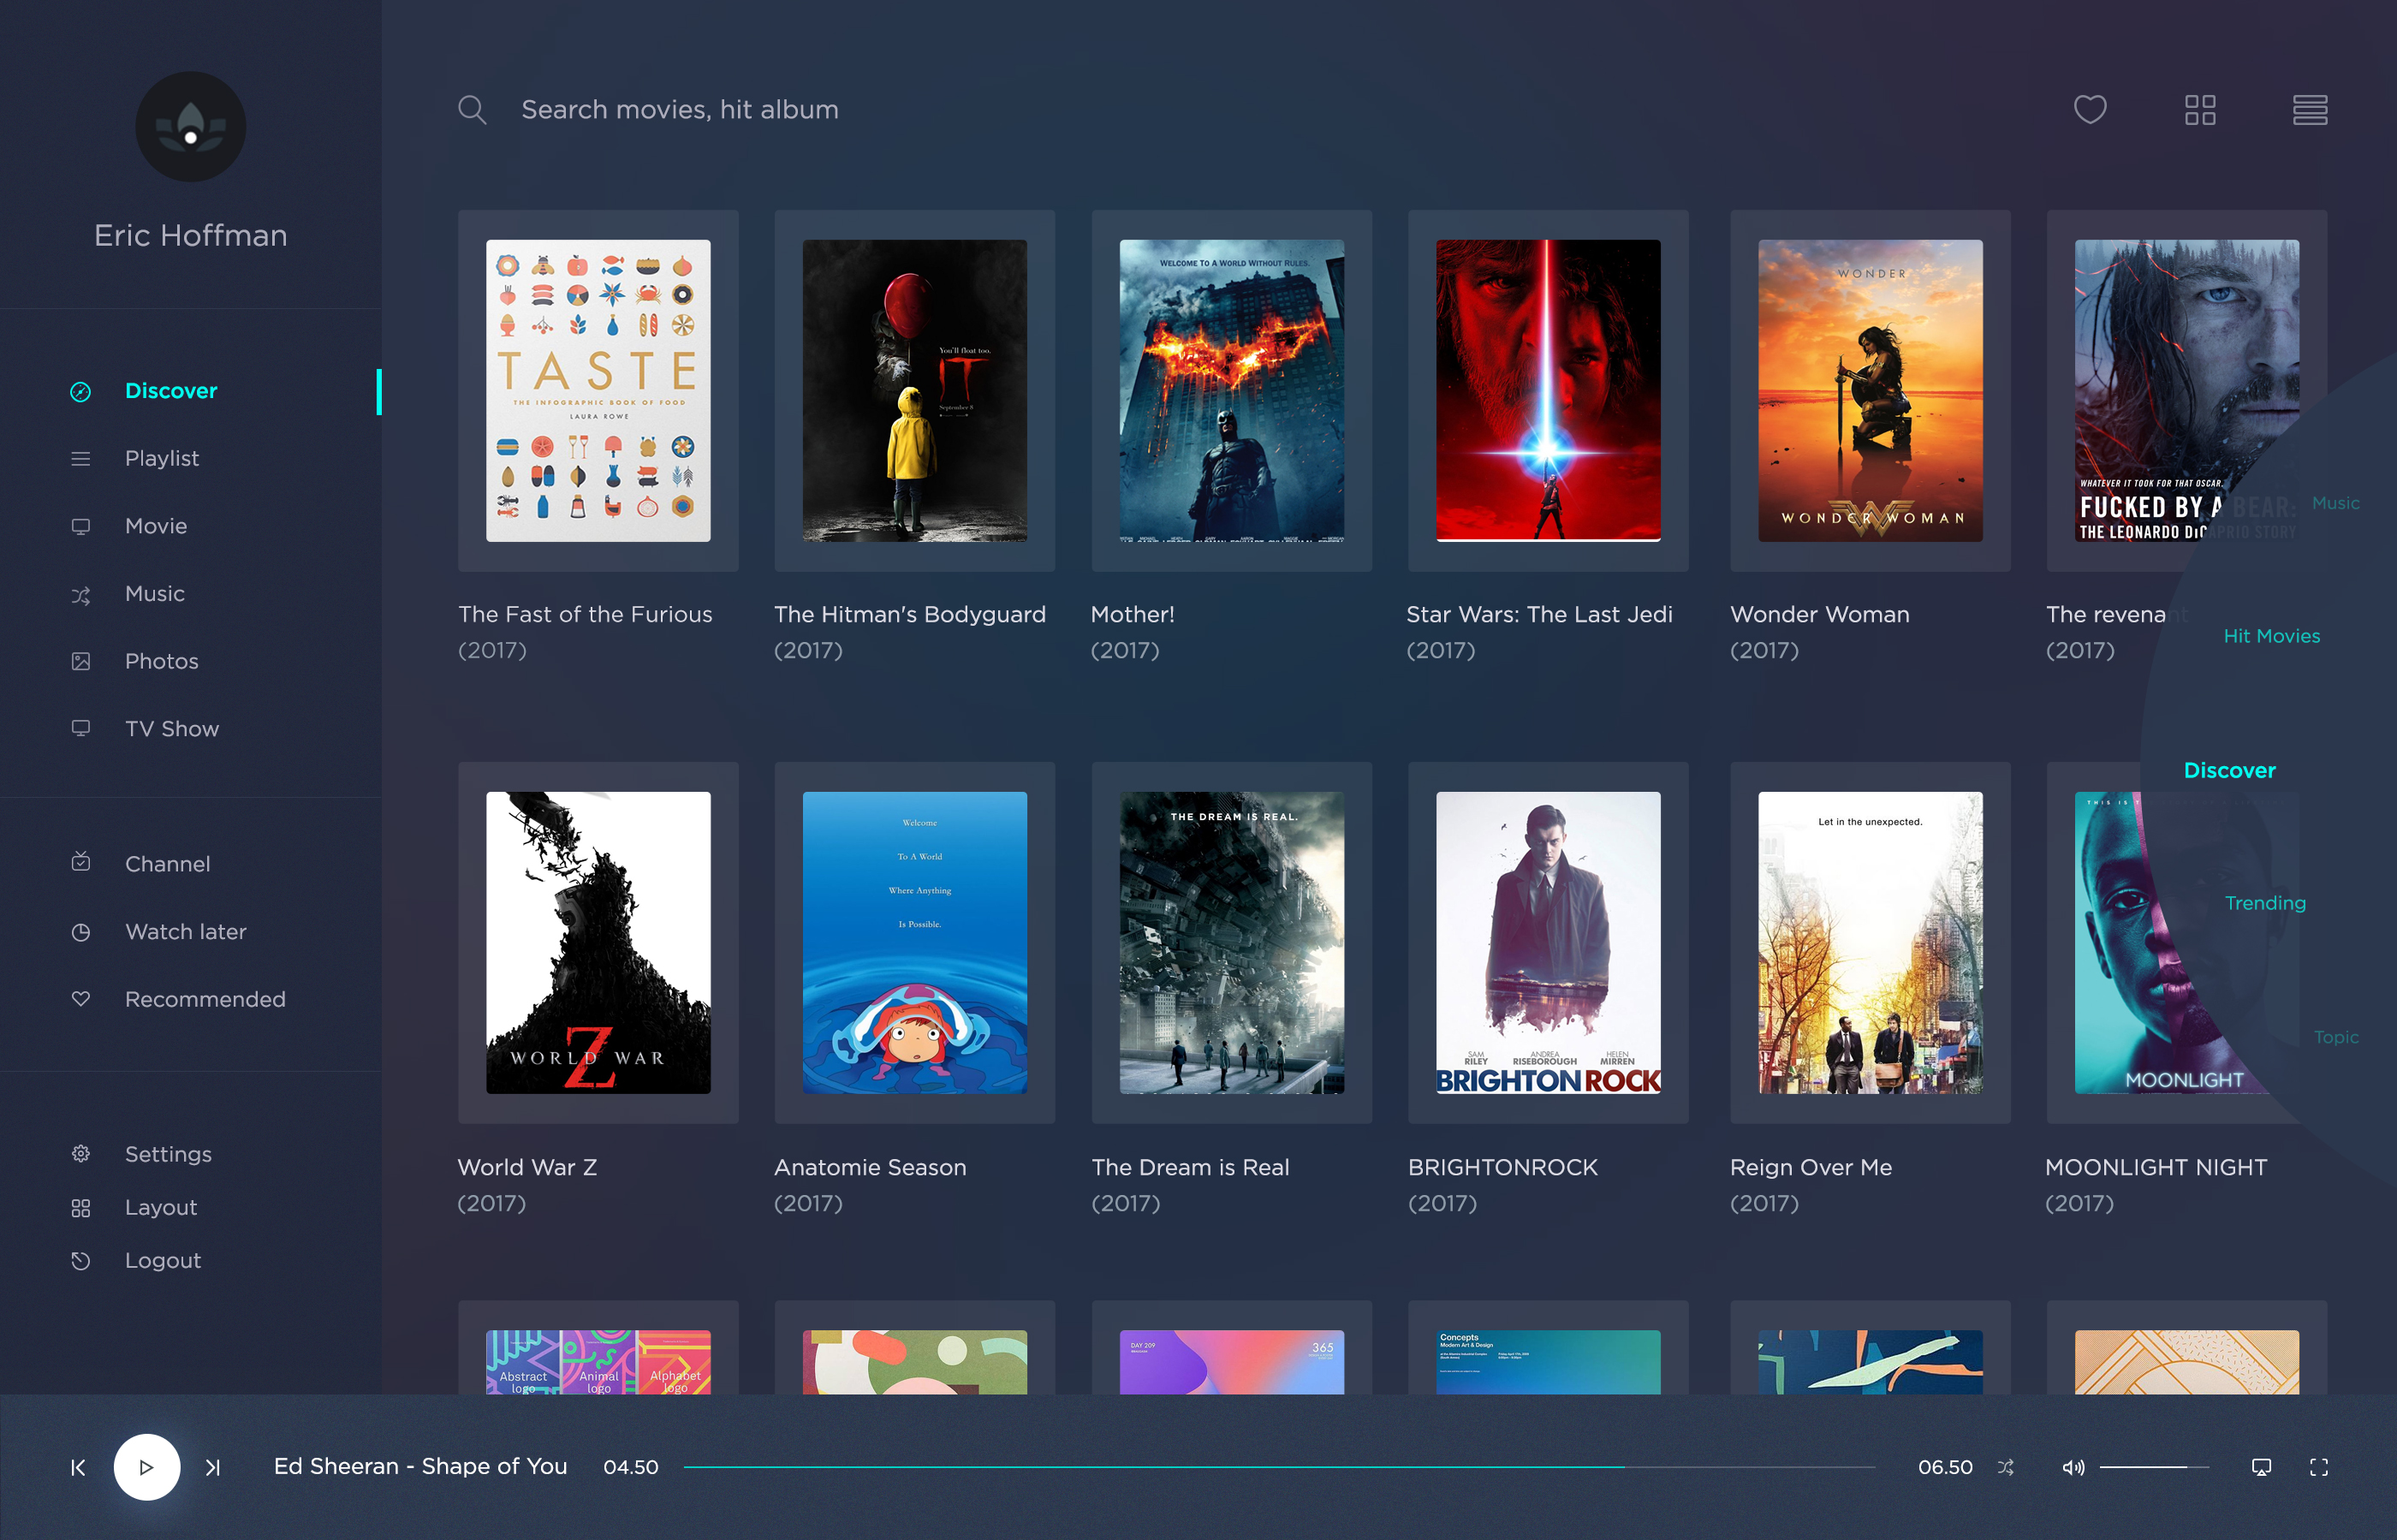 Eric Hoffman
Discover
Playlist
Movie
Music
Photos
TV Show
Channel
Watch later
Recommended
Settings
Layout
Logout
Search movies, hit album
TASTE
THE INFOGRAPHIC BOOK OF FOOD
LAURA ROWE
The Fast of the Furious
(2017)
You'll float too.
IT
September 8
The Hitman's Bodyguard
(2017)
WELCOME TO A WORLD WITHOUT RULES.
Mother!
(2017)
Star Wars: The Last Jedi
(2017)
WONDER
WONDER WOMAN
Wonder Woman
(2017)
WHATEVER IT TOOK FOR THAT OSCAR.
FUCKED BY A BEAR:
THE LEONARDO DiCAPRIO STORY
The revenant
(2017)
Music
Hit Movies
Discover
Trending
Topic
WORLD WAR
Z
World War Z
(2017)
Welcome
To A World
Where Anything
Is Possible.
Anatomie Season
(2017)
THE DREAM IS REAL.
The Dream is Real
(2017)
SAM RILEY
ANDREA RISEBOROUGH
HELEN MIRREN
BRIGHTON ROCK
BRIGHTONROCK
(2017)
Let in the unexpected.
Reign Over Me
(2017)
THIS IS T
MOONLIGHT
MOONLIGHT NIGHT
(2017)
Abstract
logo
Animal
logo
Alphabet
logo
DAY 209
365
Concepts
Modern Art & Design
Ed Sheeran - Shape of You
04.50
06.50